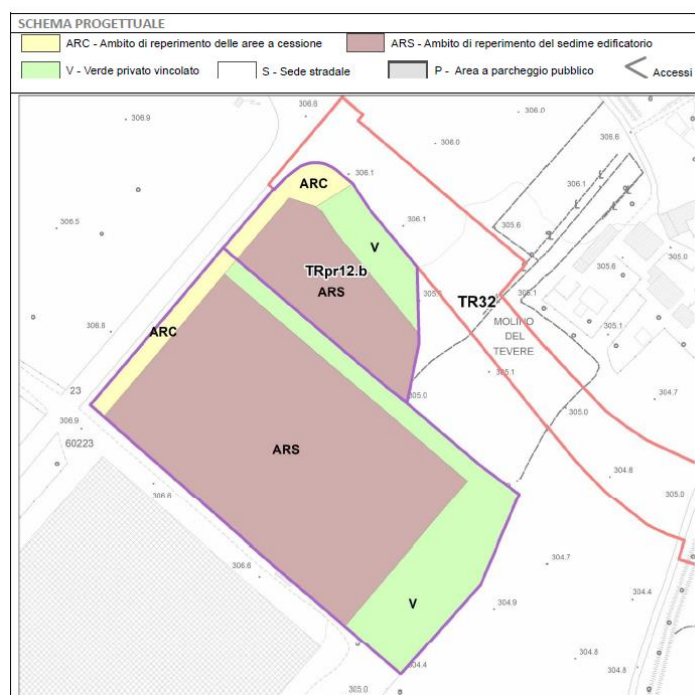 SCHEMA PROGETTUALE
ARC - Ambito di reperimento delle aree a cessione
ARS - Ambito di reperimento del sedime edificatorio
V - Verde privato vincolato
S - Sede stradale
P - Area a parcheggio pubblico
Accessi
306.8
306.0
306.9
306.6
306.0
ARC
306.1
306.1
306.5
306.1
V
305.6
305.0
TRpr12.b
305.6
ARS
TR32
306.8
ARC
MOLINO
DEL
TEVERE
305.1
305.1
23
305.0
304.7
306.9
305.0
60223
ARS
304.8
305.0
306.6
304.7
306.6
304.4
304.9
V
304.8
304.8
304.4
305.0